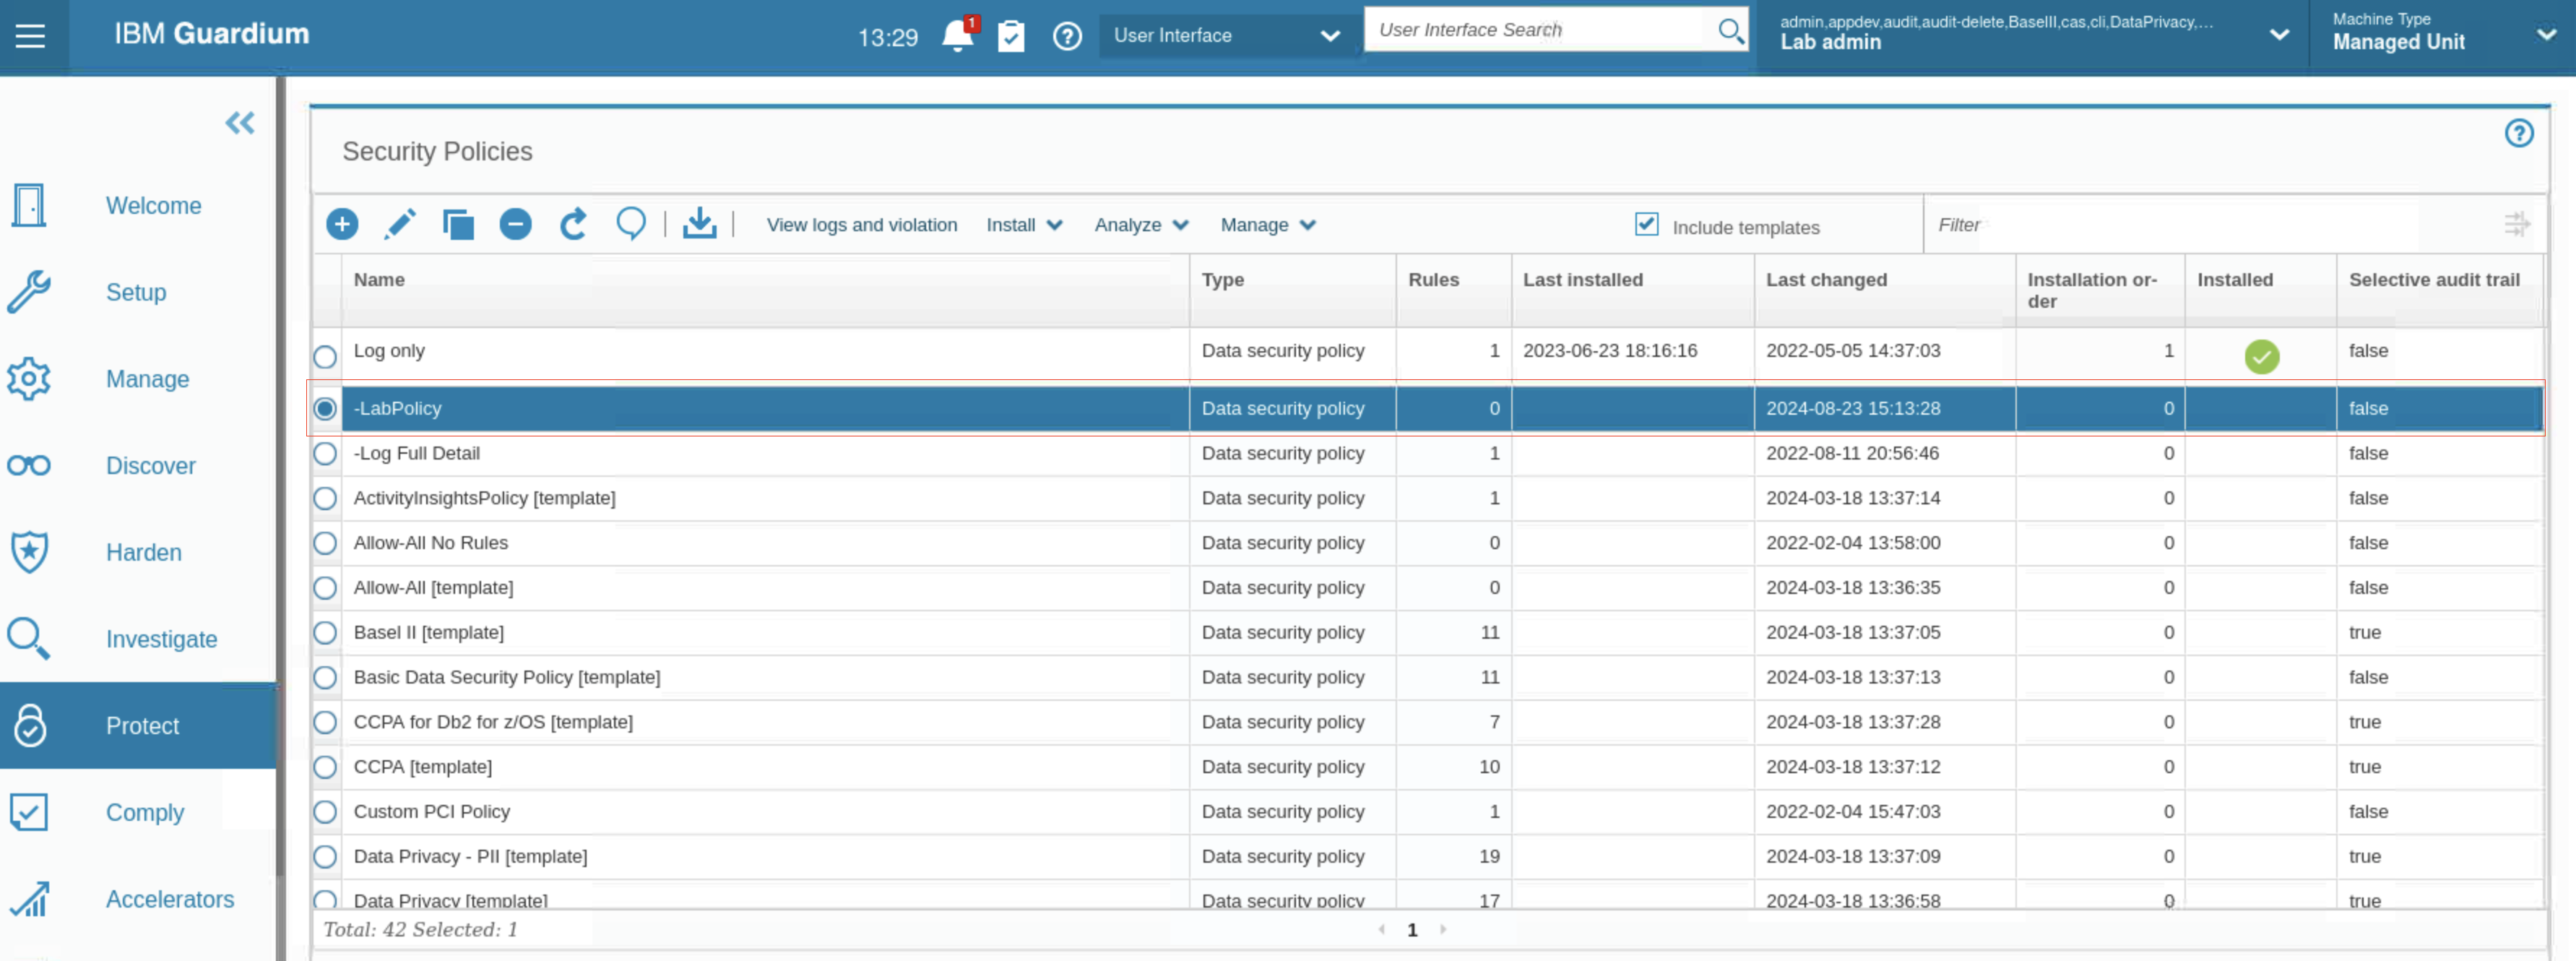 IBM Guardium
13:29
1
User Interface
User Interface Search
admin,appdev,audit,audit-delete,BaselII,cas,cli,DataPrivacy,...
Lab admin
Machine Type
Managed Unit
Welcome
Setup
Manage
Discover
Harden
Investigate
Protect
Comply
Accelerators
Security Policies
View logs and violation Install Analyze Manage Include templates Filter
Name Type Rules Last installed Last changed Installation or-
der Installed Selective audit trail
Log only Data security policy 1 2023-06-23 18:16:16 2022-05-05 14:37:03 1 false
-LabPolicy Data security policy 0 2024-08-23 15:13:28 0 false
-Log Full Detail Data security policy 1 2022-08-11 20:56:46 0 false
ActivityInsightsPolicy [template] Data security policy 1 2024-03-18 13:37:14 0 false
Allow-All No Rules Data security policy 0 2022-02-04 13:58:00 0 false
Allow-All [template] Data security policy 0 2024-03-18 13:36:35 0 false
Basel II [template] Data security policy 11 2024-03-18 13:37:05 0 true
Basic Data Security Policy [template] Data security policy 11 2024-03-18 13:37:13 0 false
CCPA for Db2 for z/OS [template] Data security policy 7 2024-03-18 13:37:28 0 true
CCPA [template] Data security policy 10 2024-03-18 13:37:12 0 true
Custom PCI Policy Data security policy 1 2022-02-04 15:47:03 0 false
Data Privacy - PII [template] Data security policy 19 2024-03-18 13:37:09 0 true
Data Privacy [template] Data security policy 17 2024-03-18 13:36:58 0 true
Total: 42 Selected: 1
1